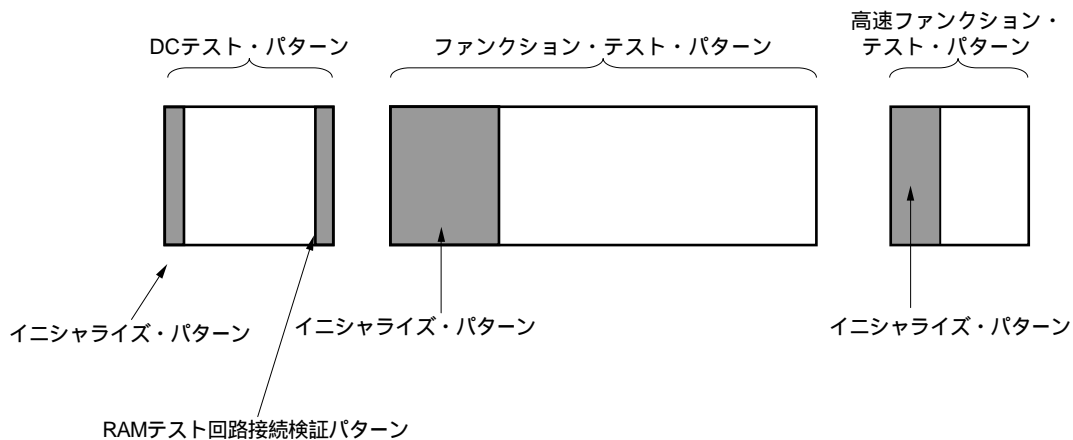 DCテスト・パターン
ファンクション・テスト・パターン
高速ファンクション・
テスト・パターン
イニシャライズ・パターン
イニシャライズ・パターン
イニシャライズ・パターン
RAMテスト回路接続検証パターン